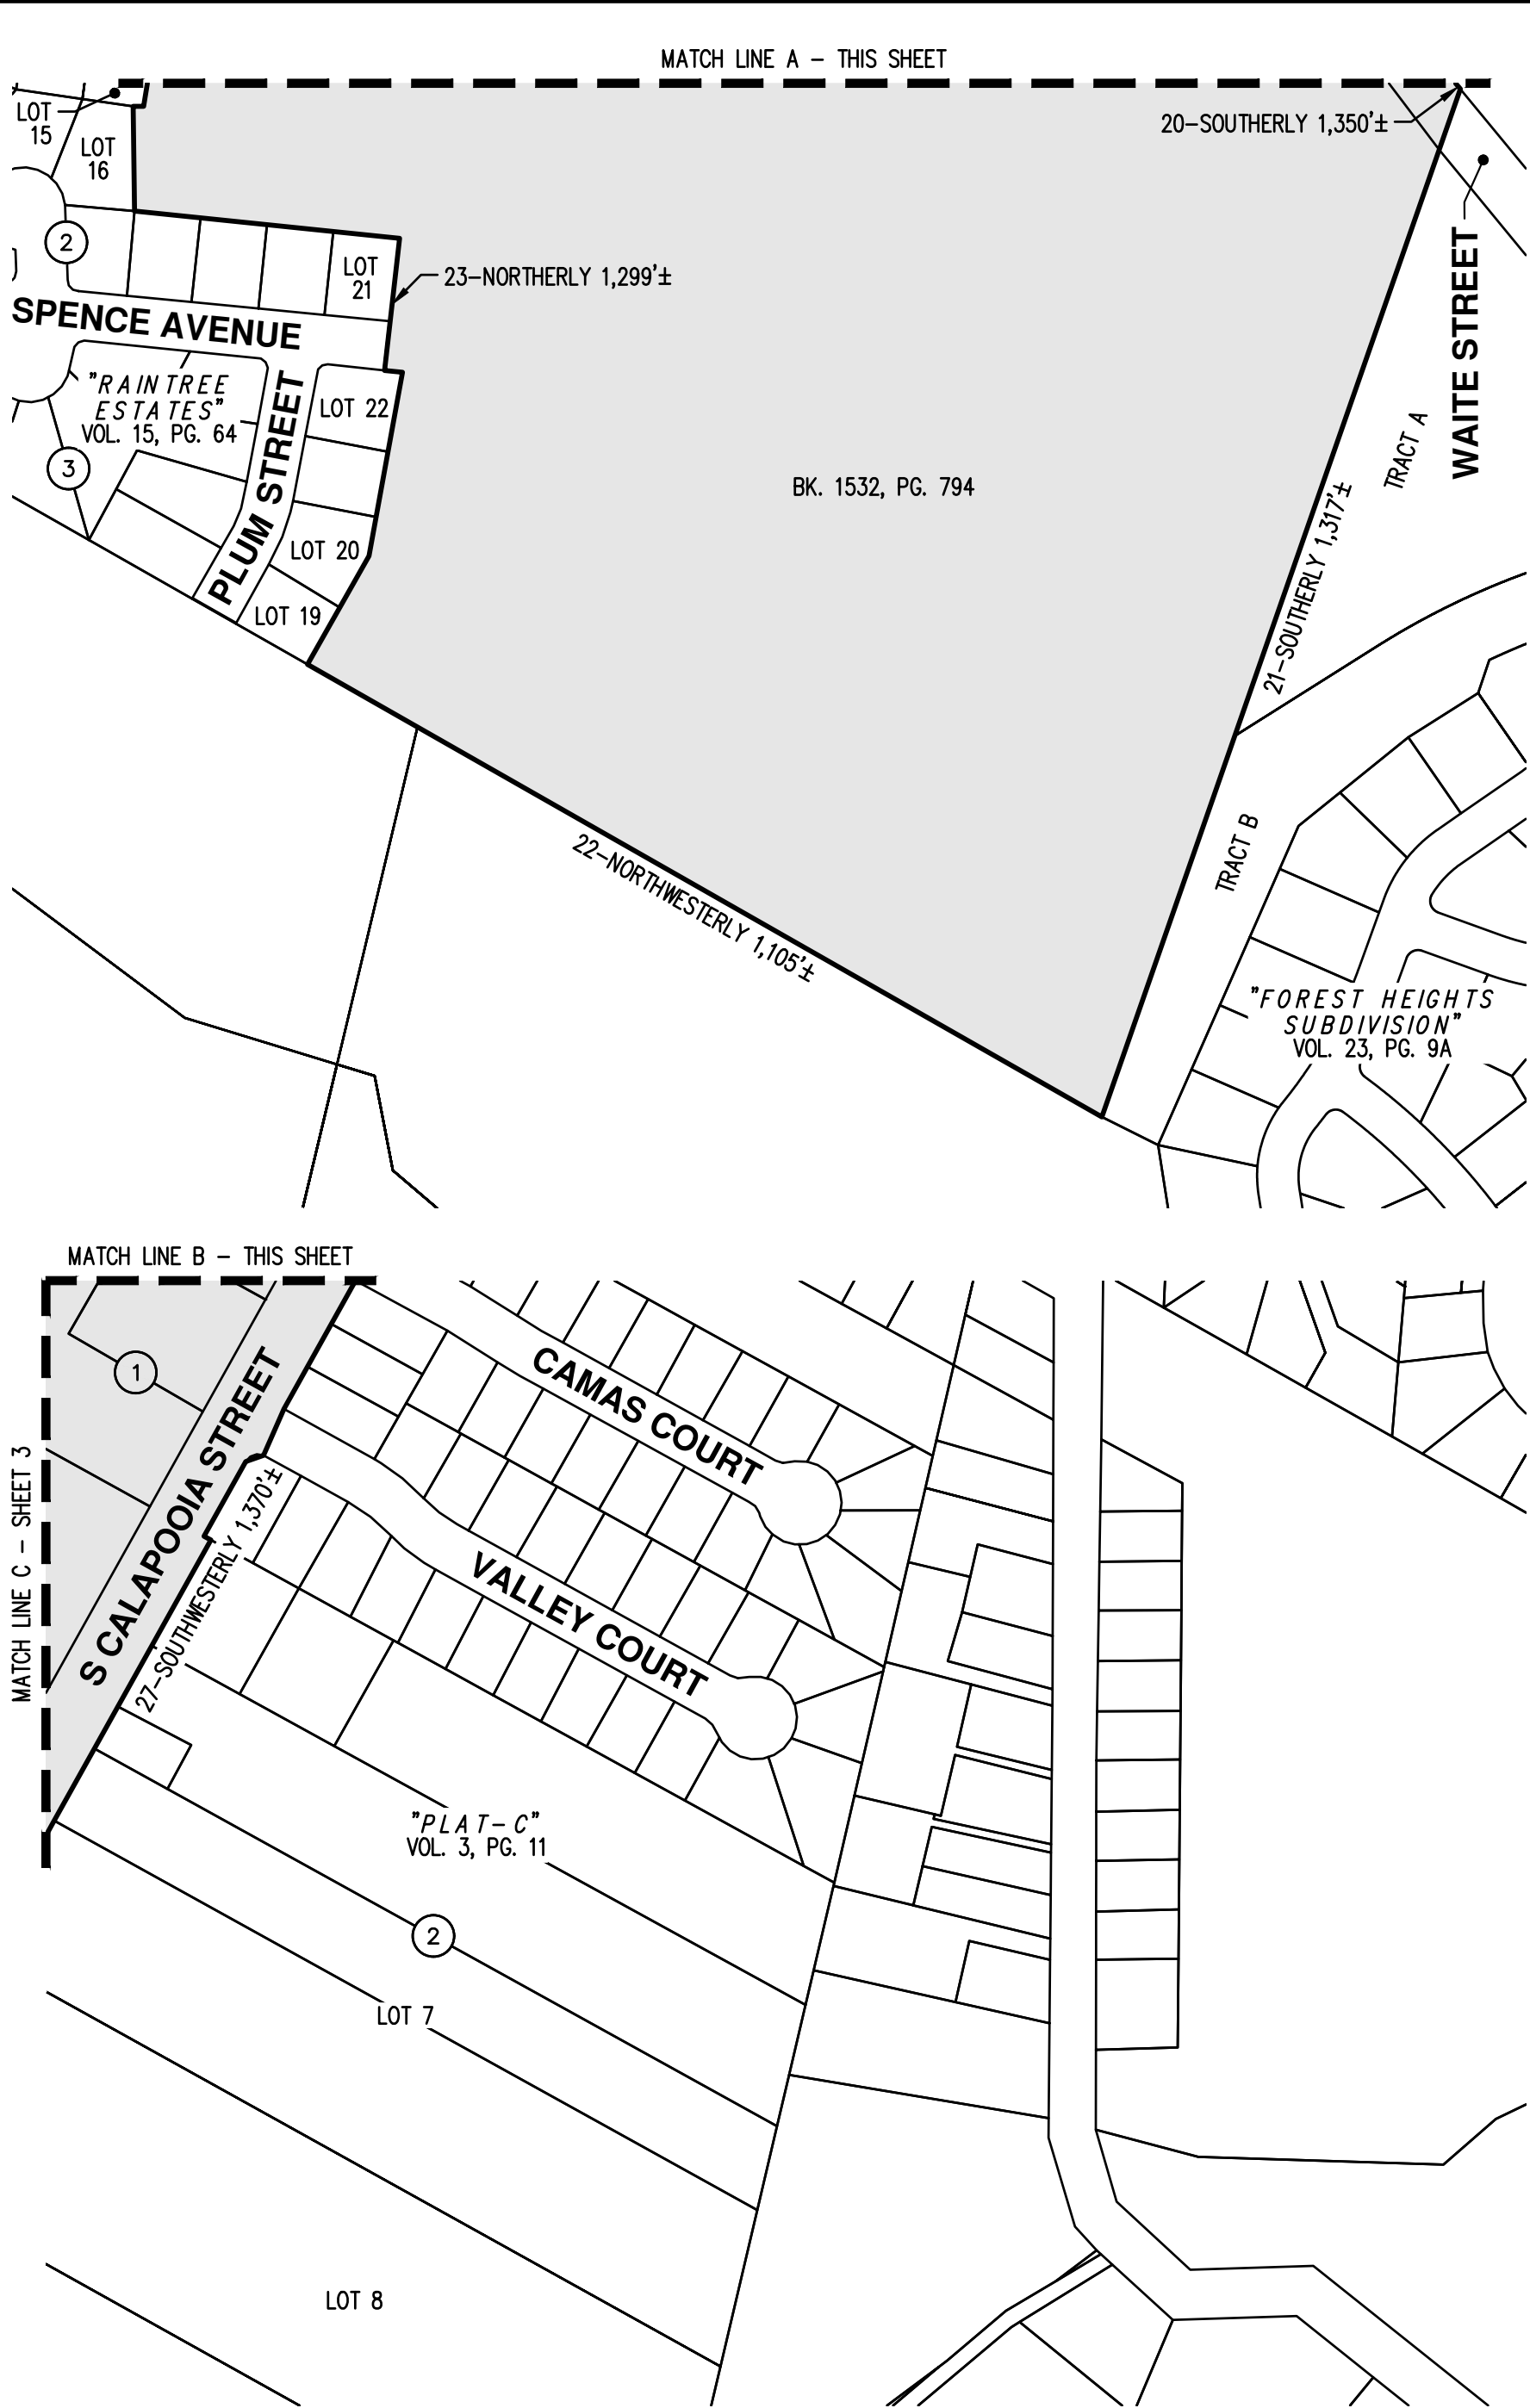 MATCH LINE A - THIS SHEET
LOT
15
LOT
16
20-SOUTHERLY 1,350'±
2
LOT
21
23-NORTHERLY 1,299'±
WAITE STREET
SPENCE AVENUE
"RAINTREE
ESTATES"
VOL. 15, PG. 64
LOT 22
3
PLUM STREET
BK. 1532, PG. 794
TRACT A
21-SOUTHERLY 1,317'±
LOT 20
LOT 19
22-NORTHWESTERLY 1,105'±
TRACT B
"FOREST HEIGHTS
SUBDIVISION"
VOL. 23, PG. 9A
MATCH LINE B - THIS SHEET
1
CAMAS COURT
S CALAPOOIA STREET
MATCH LINE C - SHEET 3
27-SOUTHWESTERLY 1,370'±
VALLEY COURT
"PLAT-C"
VOL. 3, PG. 11
2
LOT 7
LOT 8